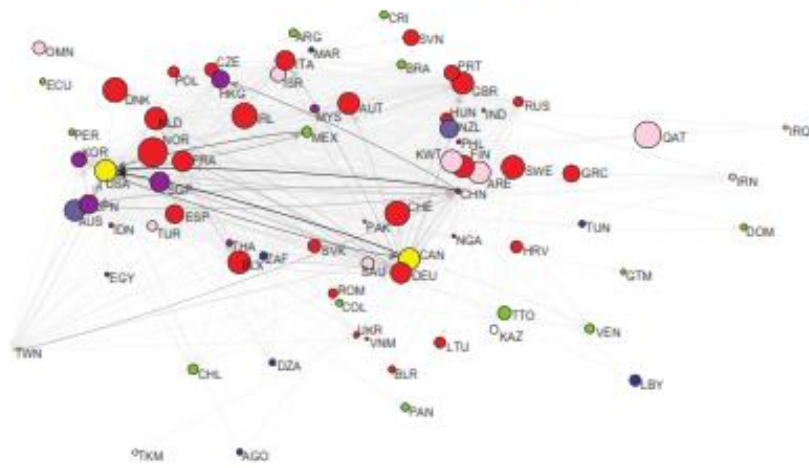 CRI
ARG
OMN
MAR
SVN
CZE
ITA
PRT
BRA
POL
ISR
ECU
HKG
GBR
DNK
RUS
MYS
AUT
HUN
IND
IRL
NZL
IRQ
PER
NOR
MEX
PHL
QAT
KOR
FRA
KWT
FIN
USA
SWE
GRC
ARE
IRN
SGP
CHN
JPN
ESP
CHE
AUS
IDN
TUR
PAK
TUN
DOM
THA
SVK
NGA
HRV
ZAF
CAN
SAU
DEU
EGY
GTM
ROM
COL
TTO
KAZ
VEN
UKR
VNM
LTU
TWN
DZA
CHL
BLR
LBY
PAN
TKM
AGO